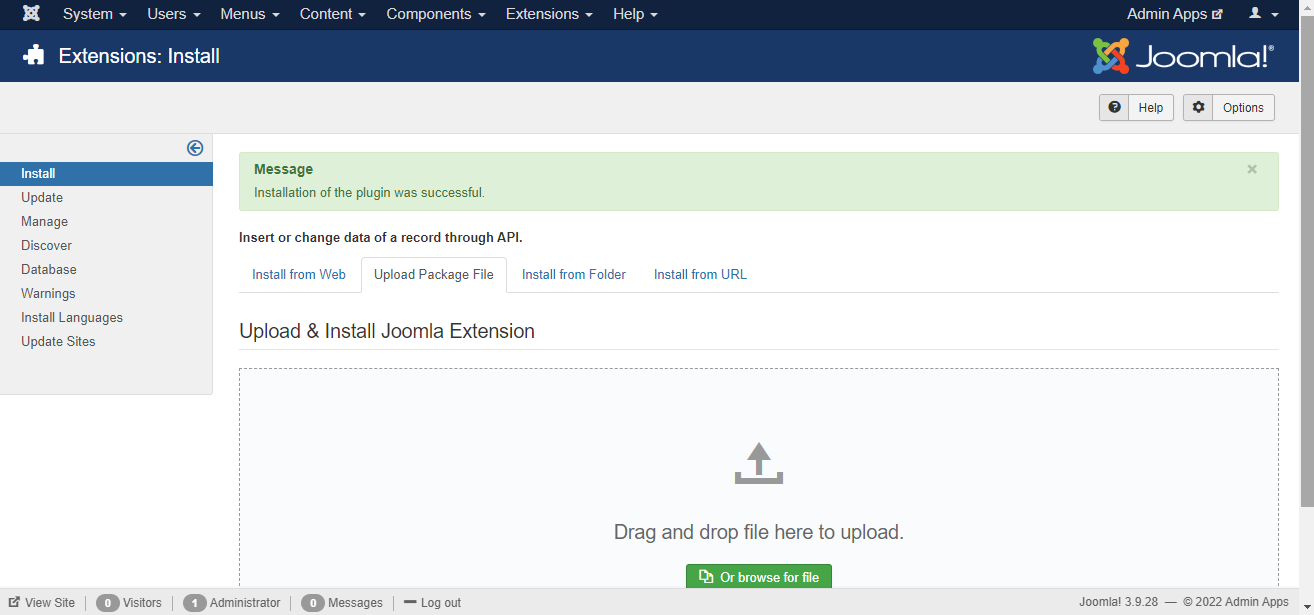 System Users Menus Content Components Extensions Help Admin Apps
Extensions: Install Joomla!®
Help Options
Install
Update
Manage
Discover
Database
Warnings
Install Languages
Update Sites
Message ×
Installation of the plugin was successful.
Insert or change data of a record through API.
Install from Web Upload Package File Install from Folder Install from URL
Upload & Install Joomla Extension
Drag and drop file here to upload.
Or browse for file
View Site 0 Visitors 1 Administrator 0 Messages Log out Joomla! 3.9.28 — © 2022 Admin Apps